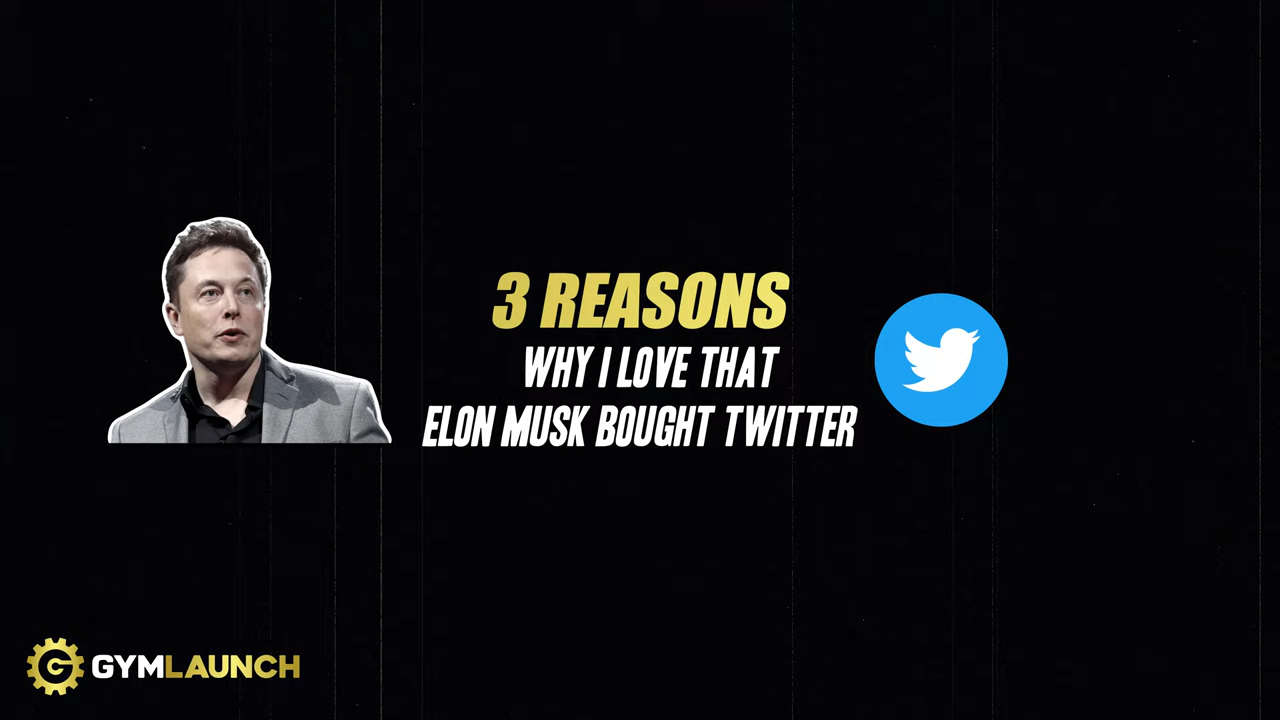 3 REASONS
WHY I LOVE THAT
ELON MUSK BOUGHT TWITTER
GYMLAUNCH